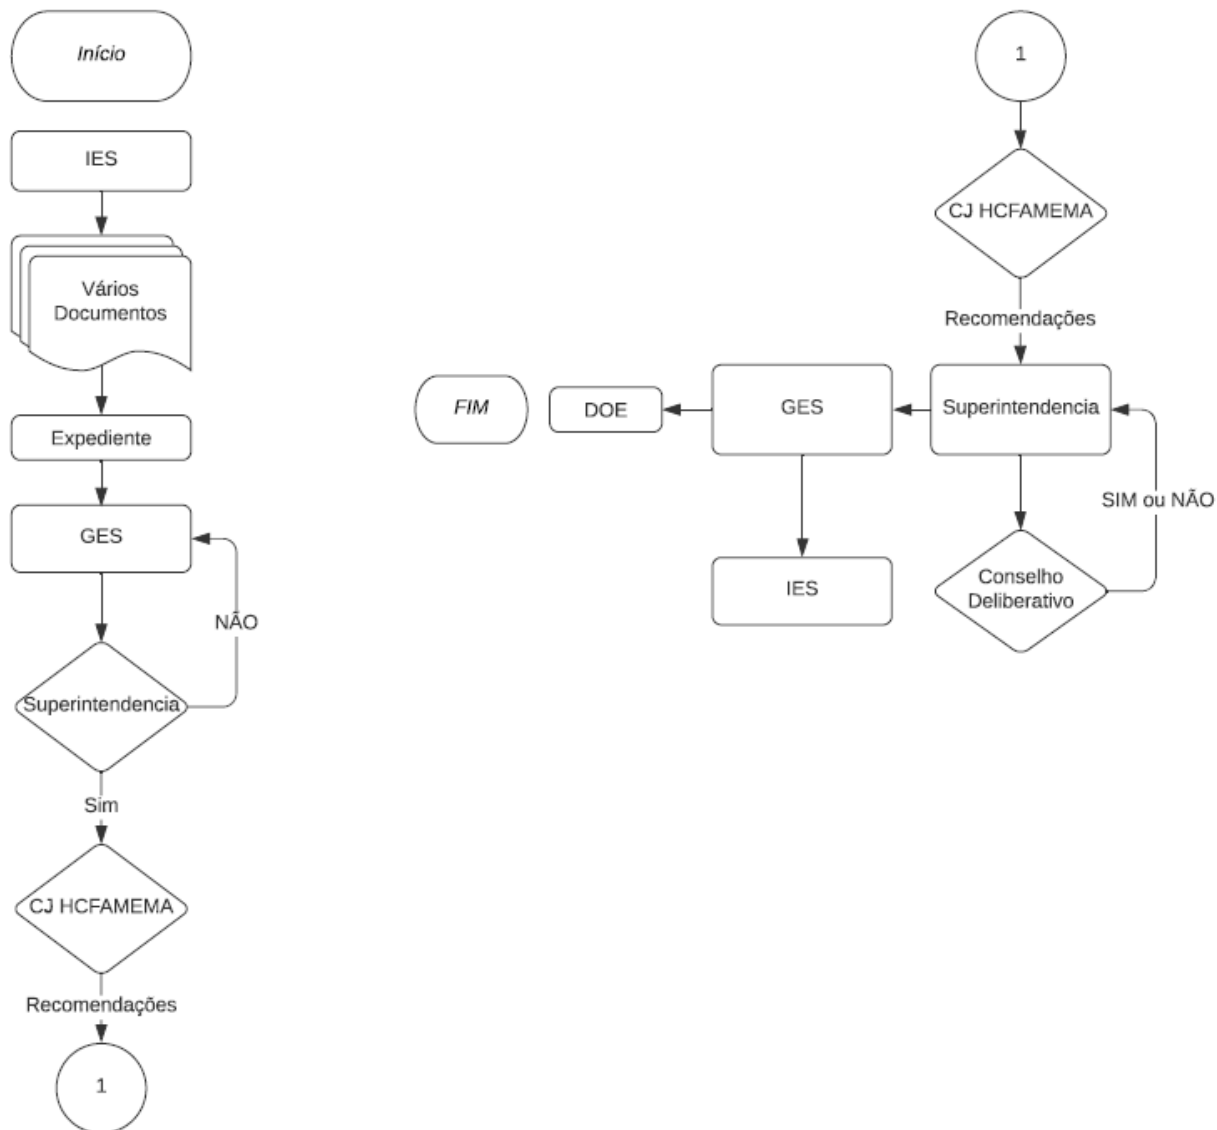 Início
IES
Vários
Documentos
Expediente
GES
NÃO
Superintendencia
Sim
CJ HCFAMEMA
Recomendações
1
1
CJ HCFAMEMA
Recomendações
FIM
DOE
GES
Superintendencia
SIM ou NÃO
IES
Conselho
Deliberativo